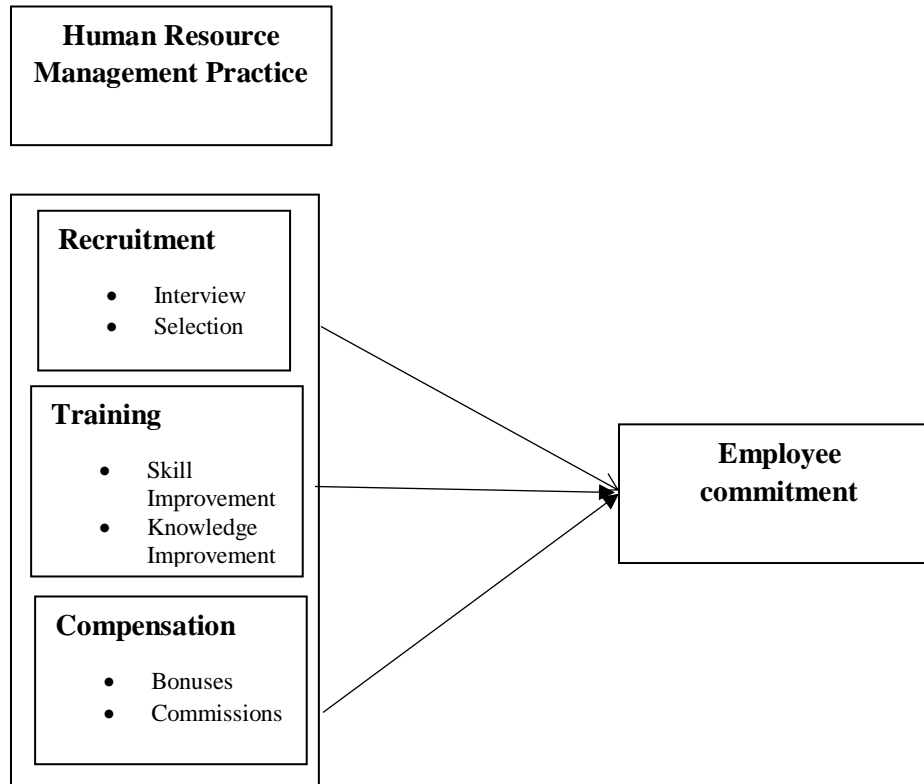 Human Resource
Management Practice
Recruitment
• Interview
• Selection
Training
• Skill
Improvement
• Knowledge
Improvement
Compensation
• Bonuses
• Commissions
Employee
commitment